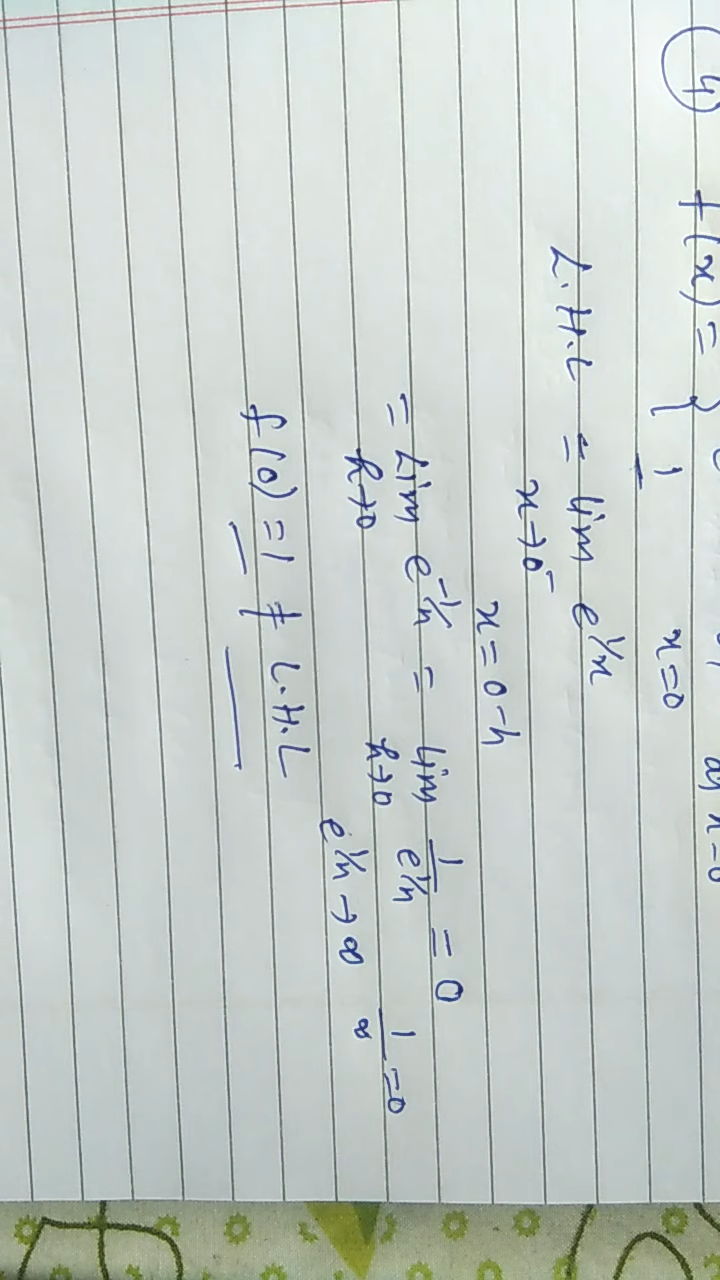 ④ f(x) = {
1 x=0
L.H.L = lim e^1/x
x→0⁻
x = 0-h
= Lim e^-1/h = lim 1/e^1/h = 0
h→0 h→0
e^1/h → ∞ 1/∞ = 0
f(0) = 1 ≠ L.H.L